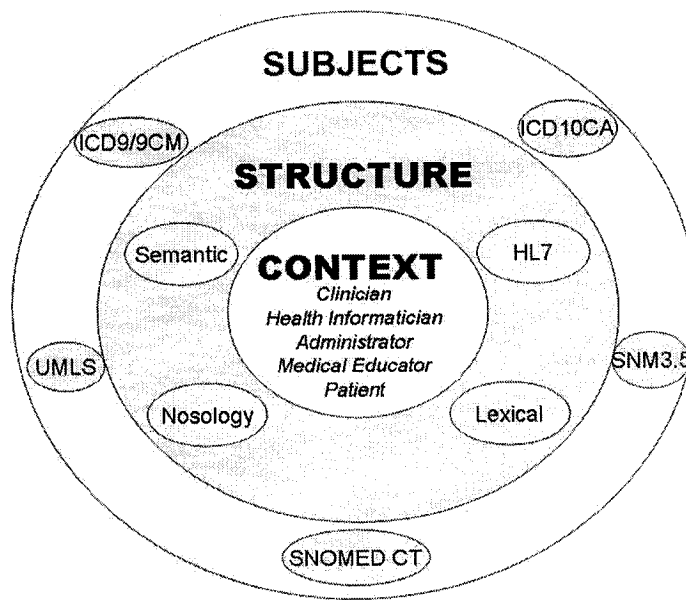 SUBJECTS
ICD9/9CM
ICD10CA
STRUCTURE
Semantic
HL7
CONTEXT
Clinician
Health Informatician
Administrator
Medical Educator
Patient
UMLS
SNM3.5
Nosology
Lexical
SNOMED CT